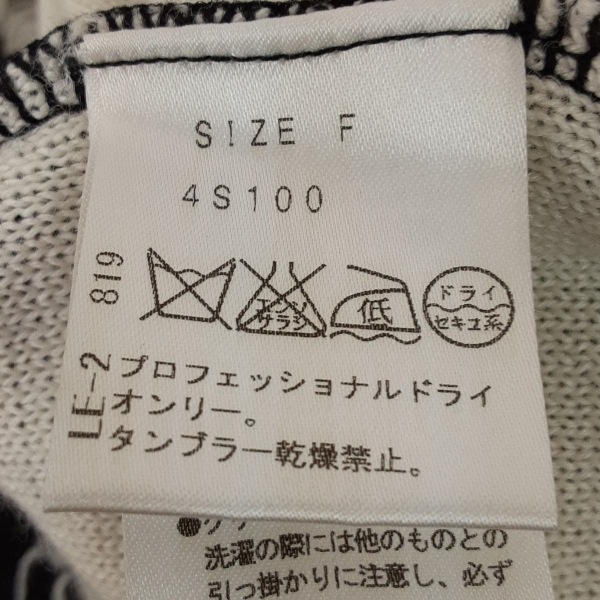 SIZE F
4S100
819
エンソ
サラシ
低
ドライ
セキユ系
LE-2
プロフェッショナルドライ
オンリー。
タンブラー乾燥禁止。
洗濯の際には他のものとの
引っ掛かりに注意し、必ず